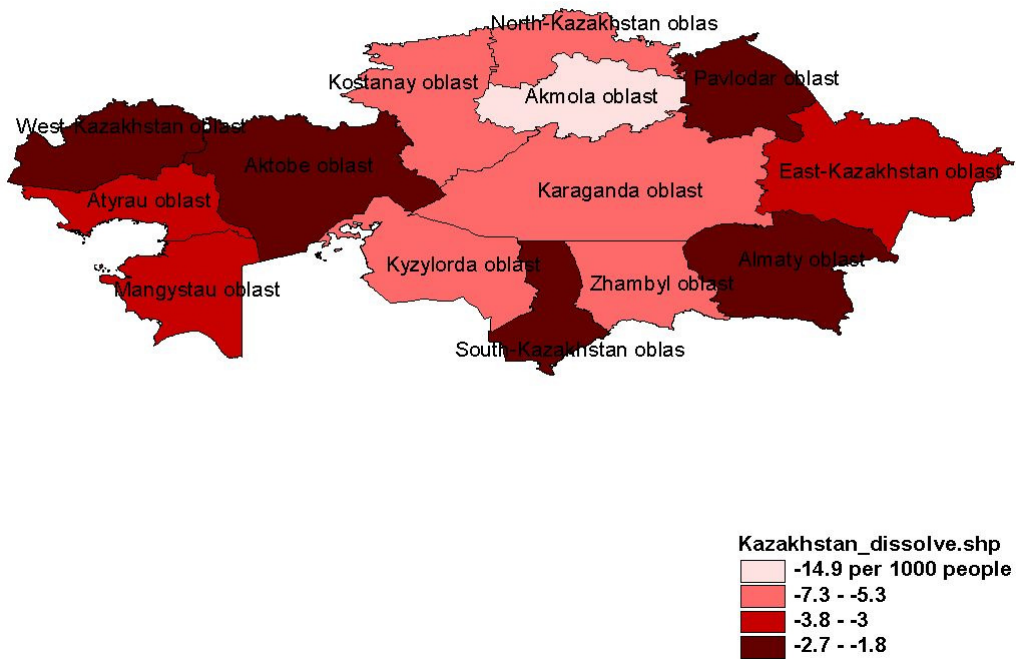 North-Kazakhstan oblas
Kostanay oblast
Pavlodar oblast
Akmola oblast
West-Kazakhstan oblast
Aktobe oblast
East-Kazakhstan oblast
Karaganda oblast
Atyrau oblast
Kyzylorda oblast
Almaty oblast
Zhambyl oblast
Mangystau oblast
South-Kazakhstan oblas
Kazakhstan_dissolve.shp
-14.9 per 1000 people
-7.3 - -5.3
-3.8 - -3
-2.7 - -1.8